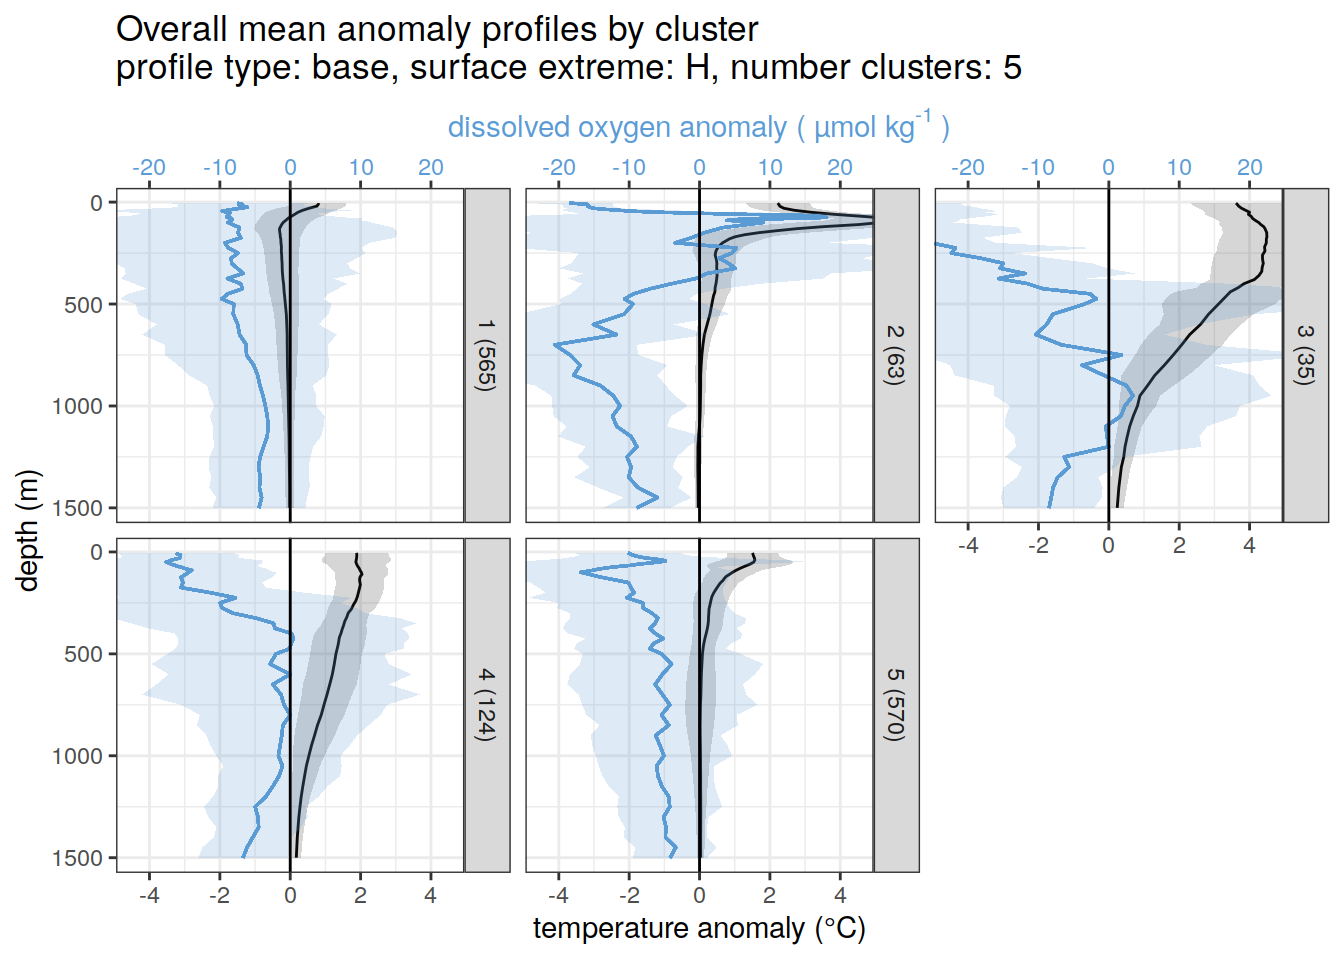 Overall mean anomaly profiles by cluster
profile type: base, surface extreme: H, number clusters: 5
dissolved oxygen anomaly ( µmol kg⁻¹ )
-20 -10 0 10 20
-20 -10 0 10 20
-20 -10 0 10 20
0
500
1000
1500
1 (565)
2 (63)
3 (35)
-4 -2 0 2 4
depth (m)
0
500
1000
1500
4 (124)
5 (570)
-4 -2 0 2 4
-4 -2 0 2 4
temperature anomaly (°C)